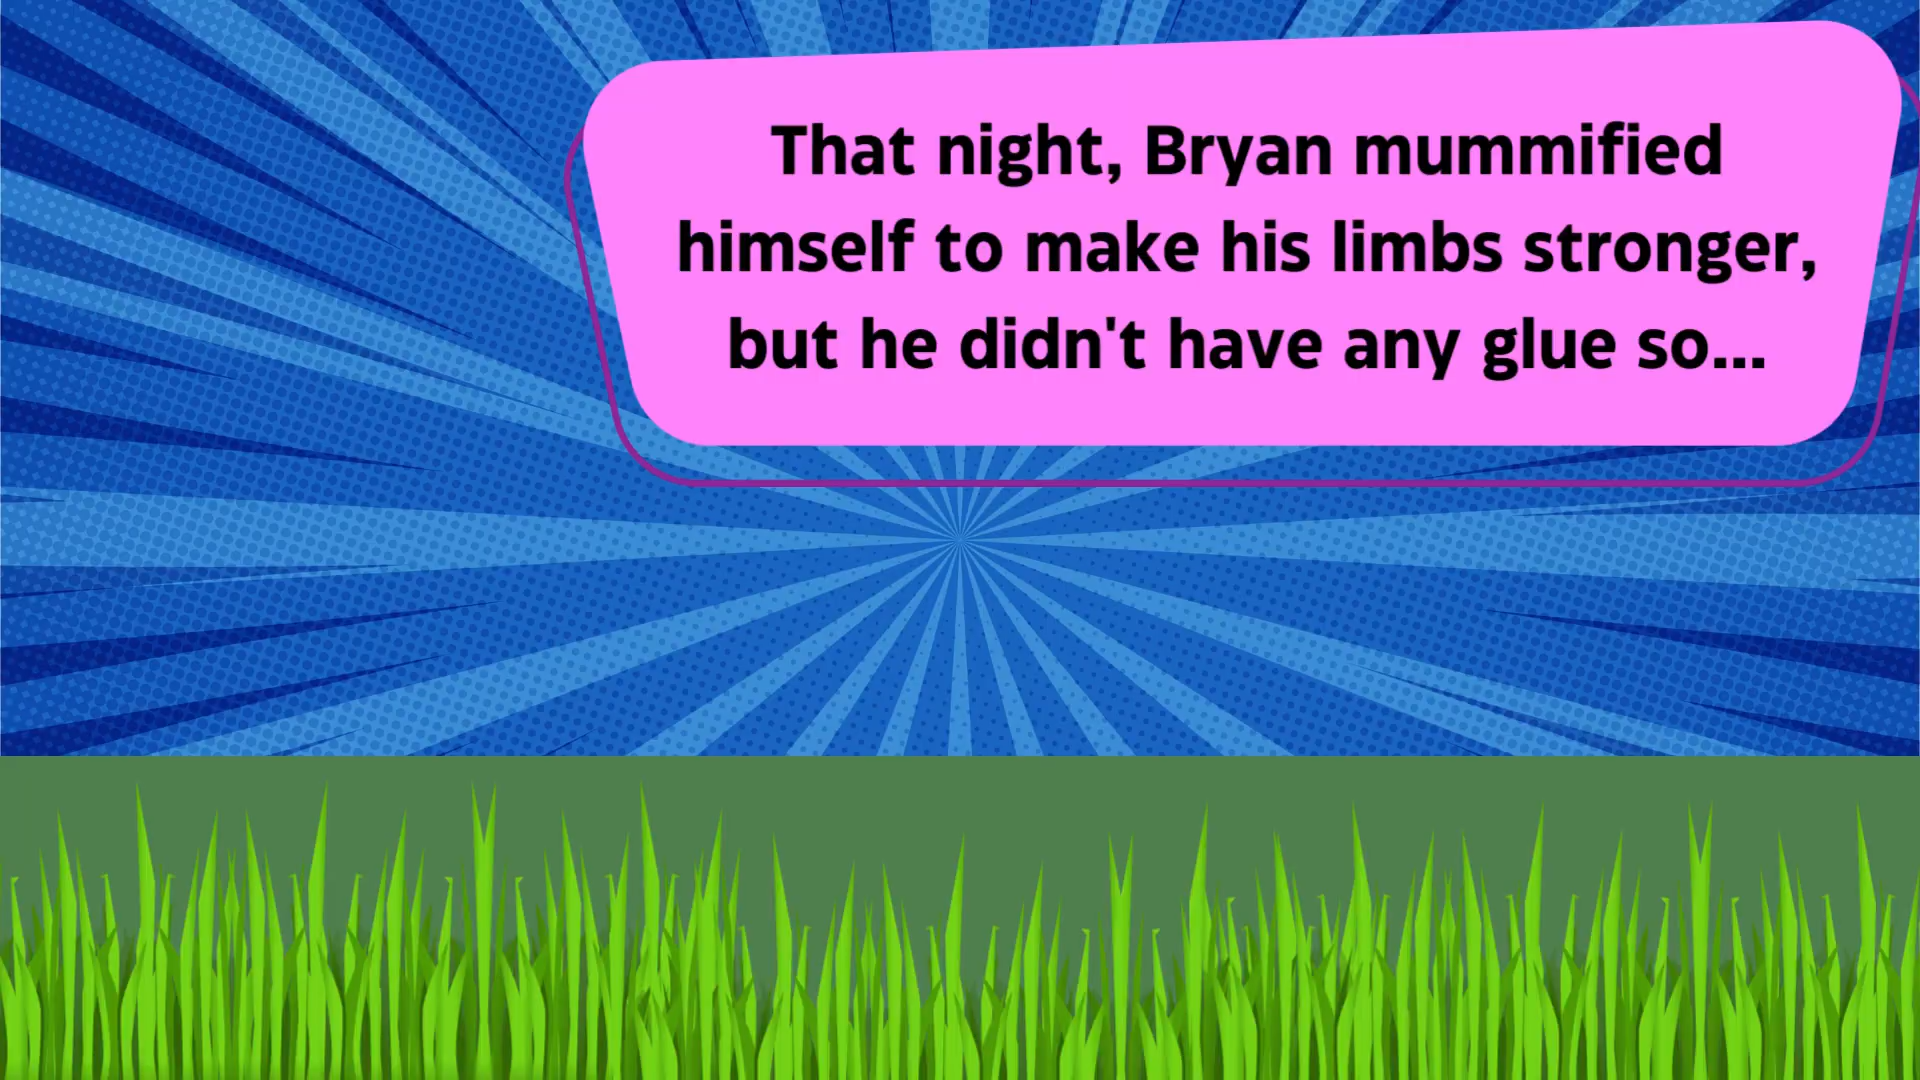 That night, Bryan mummified
himself to make his limbs stronger,
but he didn't have any glue so...